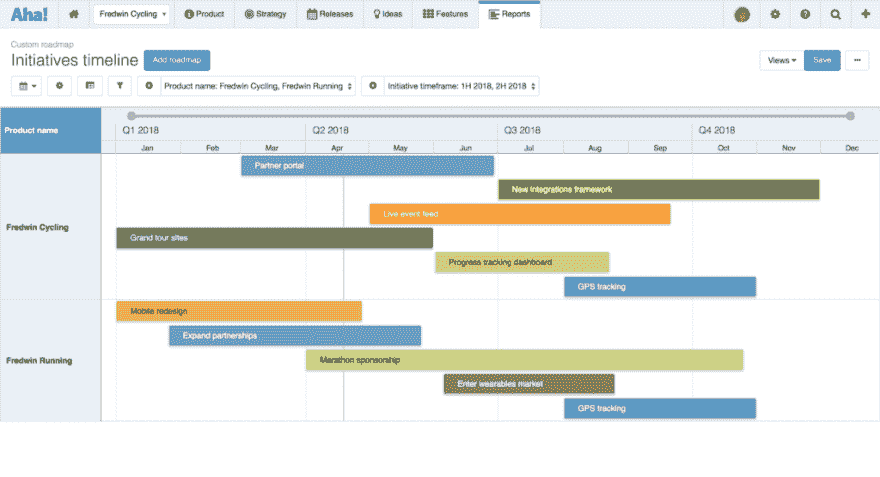 Aha! Fredwin Cycling Product Strategy Releases Ideas Features Reports
Custom roadmap
Initiatives timeline Add roadmap Views Save ...
Product name: Fredwin Cycling, Fredwin Running Initiative timeframe: 1H 2018, 2H 2018
Product name
Q1 2018 Q2 2018 Q3 2018 Q4 2018
Jan Feb Mar Apr May Jun Jul Aug Sep Oct Nov Dec
Fredwin Cycling
Partner portal
New integrations framework
Live event feed
Grand tour sites
Progress tracking dashboard
GPS tracking
Fredwin Running
Mobile redesign
Expand partnerships
Marathon sponsorship
Enter wearables market
GPS tracking